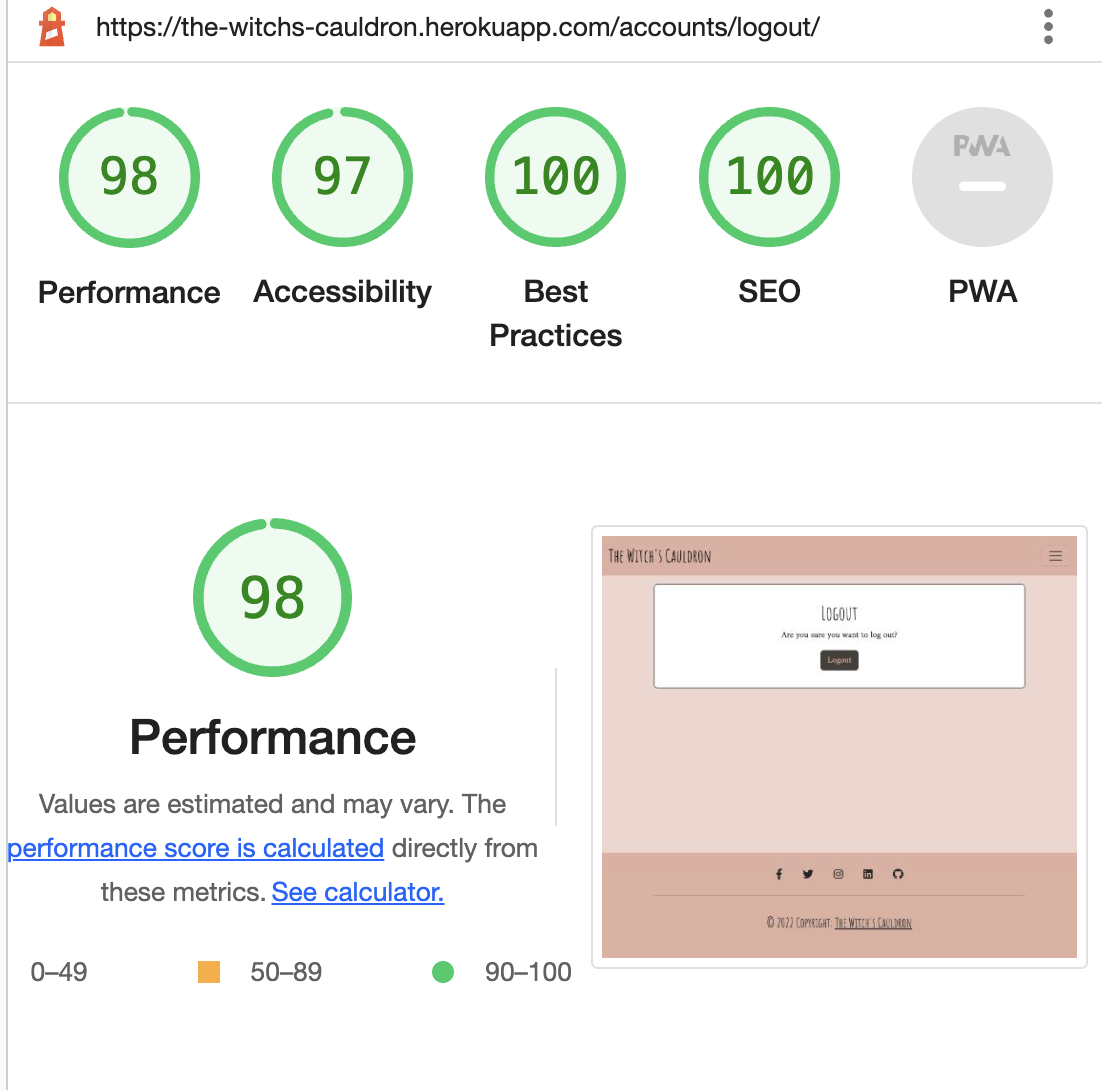 https://the-witchs-cauldron.herokuapp.com/accounts/logout/
98
97
100
100
PWA
Performance
Accessibility
Best
Practices
SEO
PWA
98
Performance
Values are estimated and may vary. The
performance score is calculated directly from
these metrics. See calculator.
0–49
50–89
90–100
The Witch's Cauldron
Logout
Are you sure you want to log out?
Logout
© 2022 Copyright: The Witch's Cauldron